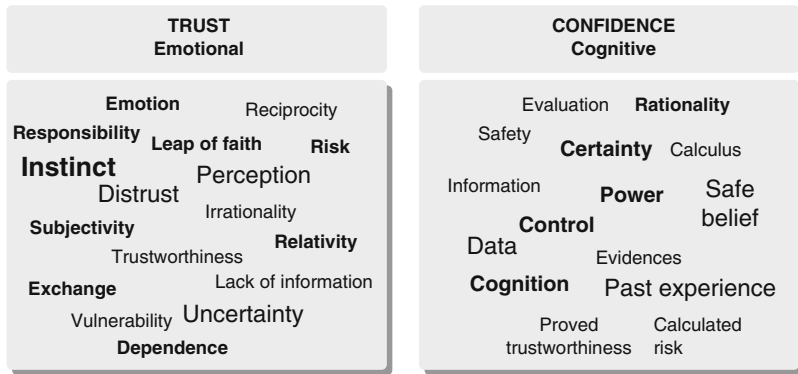 TRUST
Emotional
Emotion
Reciprocity
Responsibility
Leap of faith
Risk
Instinct
Perception
Distrust
Irrationality
Subjectivity
Relativity
Trustworthiness
Lack of information
Exchange
Uncertainty
Vulnerability
Dependence
CONFIDENCE
Cognitive
Evaluation
Rationality
Safety
Certainty
Calculus
Information
Power
Safe
belief
Control
Data
Evidences
Cognition
Past experience
Proved
trustworthiness
Calculated
risk